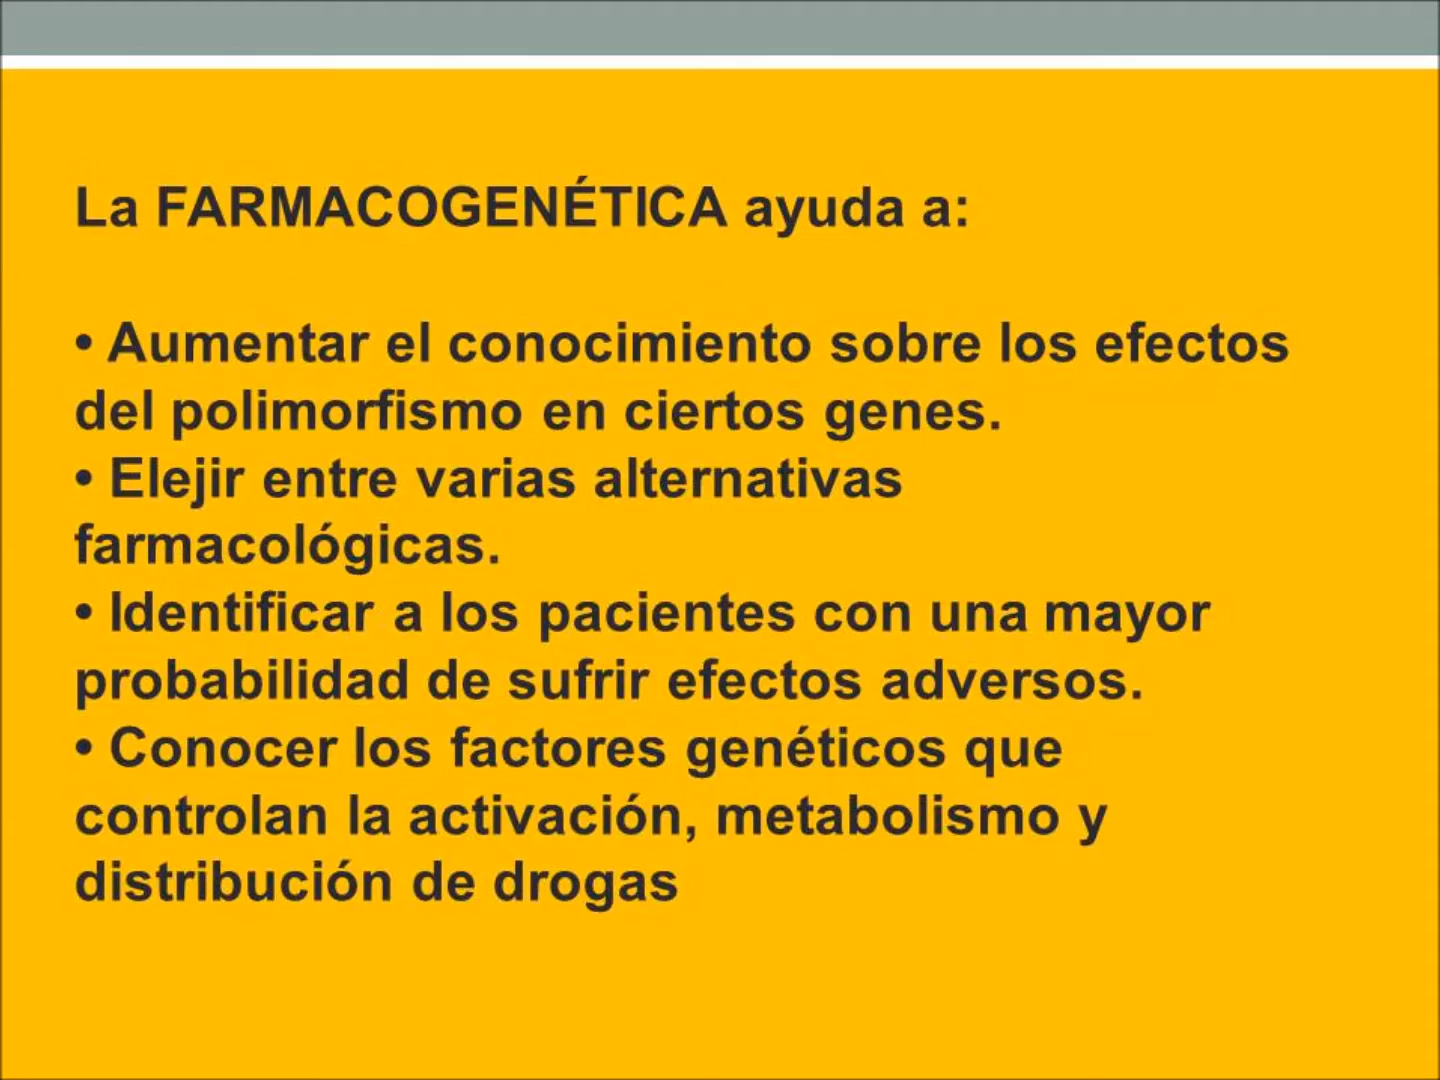 La FARMACOGENÉTICA ayuda a:
• Aumentar el conocimiento sobre los efectos
del polimorfismo en ciertos genes.
• Elejir entre varias alternativas
farmacológicas.
• Identificar a los pacientes con una mayor
probabilidad de sufrir efectos adversos.
• Conocer los factores genéticos que
controlan la activación, metabolismo y
distribución de drogas